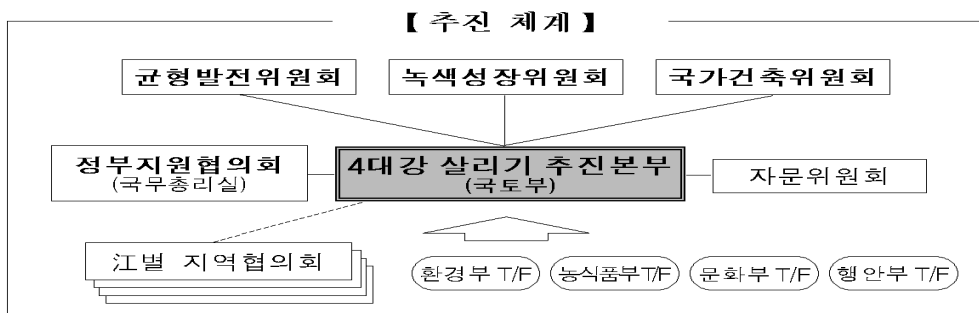 【 추진 체계 】
균형발전위원회 녹색성장위원회 국가건축위원회
정부지원협의회 4대강 살리기 추진본부 자문위원회
(국무총리실) (국토부)
江별 지역협의회
환경부 T/F 농식품부T/F 문화부 T/F 행안부 T/F